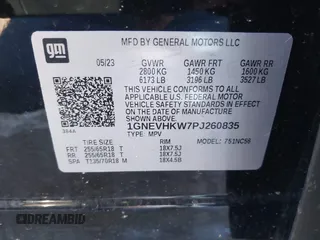 gm
MFD BY GENERAL MOTORS LLC
05/23 GVWR GAWR FRT GAWR RR
2800 KG 1450 KG 1600 KG
6173 LB 3196 LB 3527 LB
THIS VEHICLE CONFORMS TO ALL APPLICABLE U.S. FEDERAL MOTOR
VEHICLE SAFETY STANDARDS IN EFFECT ON THE DATE OF
MANUFACTURE SHOWN ABOVE.
1GNEVHKW7PJ260835
TYPE: MPV
TIRE SIZE RIM MODEL:
FRT 255/65R18 T 18X7.5J
RR 255/65R18 T 18X7.5J
SPA T135/70R18 M 18X4.5B
DREAMBID